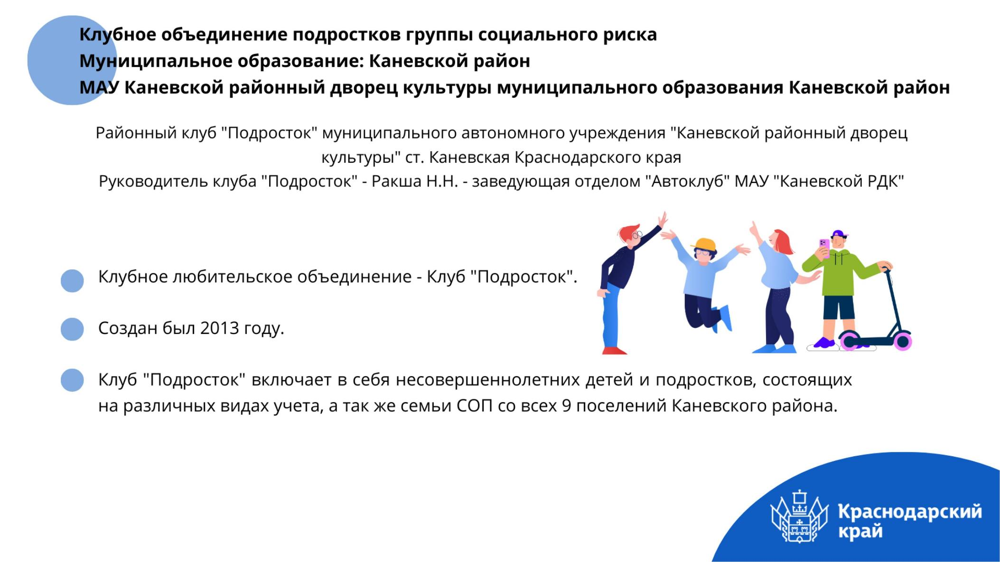 Клубное объединение подростков группы социального риска
Муниципальное образование: Каневской район
МАУ Каневской районный дворец культуры муниципального образования Каневской район
Районный клуб "Подросток" муниципального автономного учреждения "Каневской районный дворец
культуры" ст. Каневская Краснодарского края
Руководитель клуба "Подросток" - Ракша Н.Н. - заведующая отделом "Автоклуб" МАУ "Каневской РДК"
Клубное любительское объединение - Клуб "Подросток".
Создан был 2013 году.
Клуб "Подросток" включает в себя несовершеннолетних детей и подростков, состоящих
на различных видах учета, а так же семьи СОП со всех 9 поселений Каневского района.
Краснодарский
край